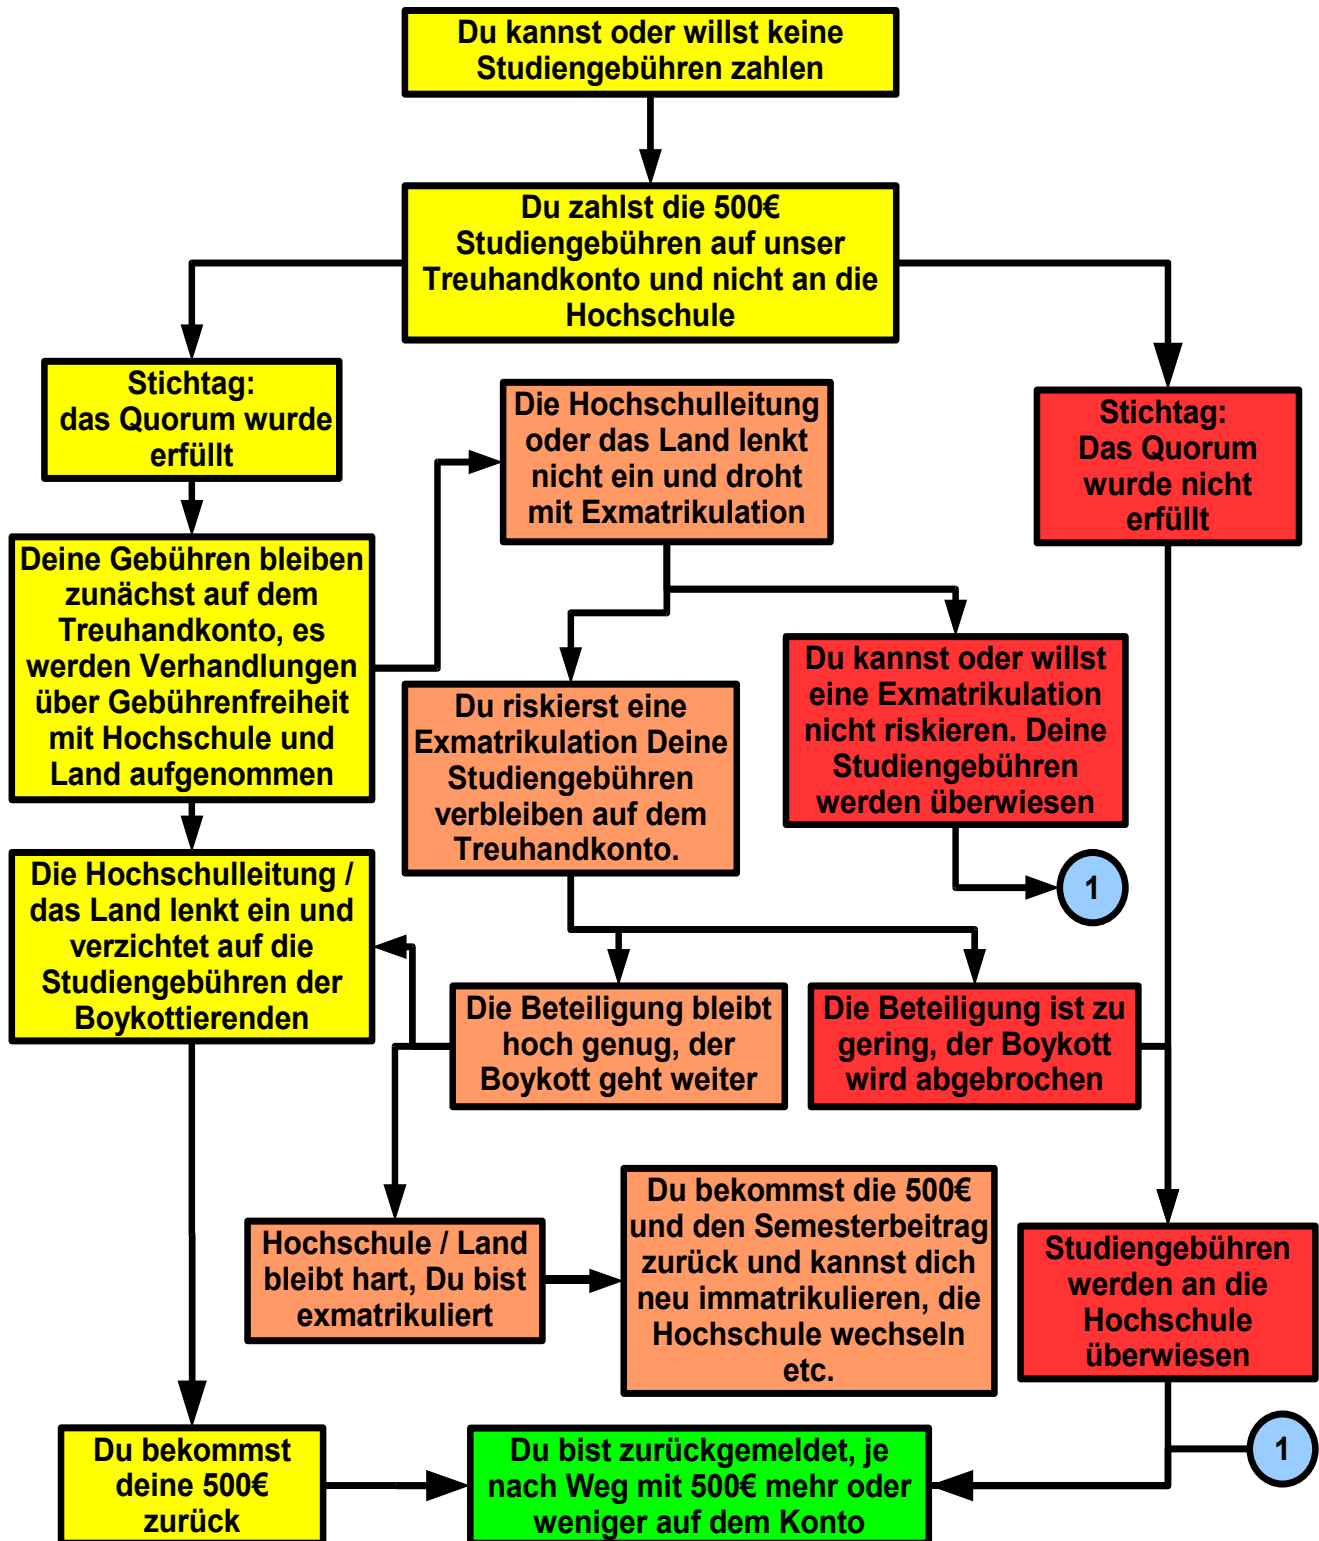 Du kannst oder willst keine
Studiengebühren zahlen
Du zahlst die 500€
Studiengebühren auf unser
Treuhandkonto und nicht an die
Hochschule
Stichtag:
das Quorum wurde
erfüllt
Die Hochschulleitung
oder das Land lenkt
nicht ein und droht
mit Exmatrikulation
Stichtag:
Das Quorum
wurde nicht
erfüllt
Deine Gebühren bleiben
zunächst auf dem
Treuhandkonto, es
werden Verhandlungen
über Gebührenfreiheit
mit Hochschule und
Land aufgenommen
Du riskierst eine
Exmatrikulation Deine
Studiengebühren
verbleiben auf dem
Treuhandkonto.
Du kannst oder willst
eine Exmatrikulation
nicht riskieren. Deine
Studiengebühren
werden überwiesen
1
Die Hochschulleitung /
das Land lenkt ein und
verzichtet auf die
Studiengebühren der
Boykottierenden
Die Beteiligung bleibt
hoch genug, der
Boykott geht weiter
Die Beteiligung ist zu
gering, der Boykott
wird abgebrochen
Hochschule / Land
bleibt hart, Du bist
exmatrikuliert
Du bekommst die 500€
und den Semesterbeitrag
zurück und kannst dich
neu immatrikulieren, die
Hochschule wechseln
etc.
Studiengebühren
werden an die
Hochschule
überwiesen
1
Du bekommst
deine 500€
zurück
Du bist zurückgemeldet, je
nach Weg mit 500€ mehr oder
weniger auf dem Konto